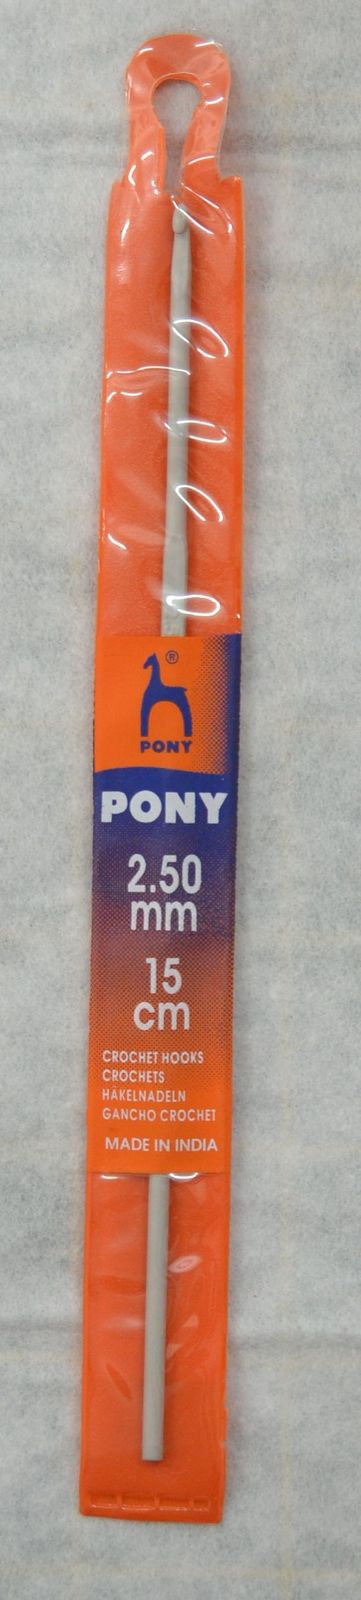 ®
PONY
PONY
2.50
mm
15
cm
CROCHET HOOKS
CROCHETS
HÄKELNADELN
GANCHO CROCHET
MADE IN INDIA